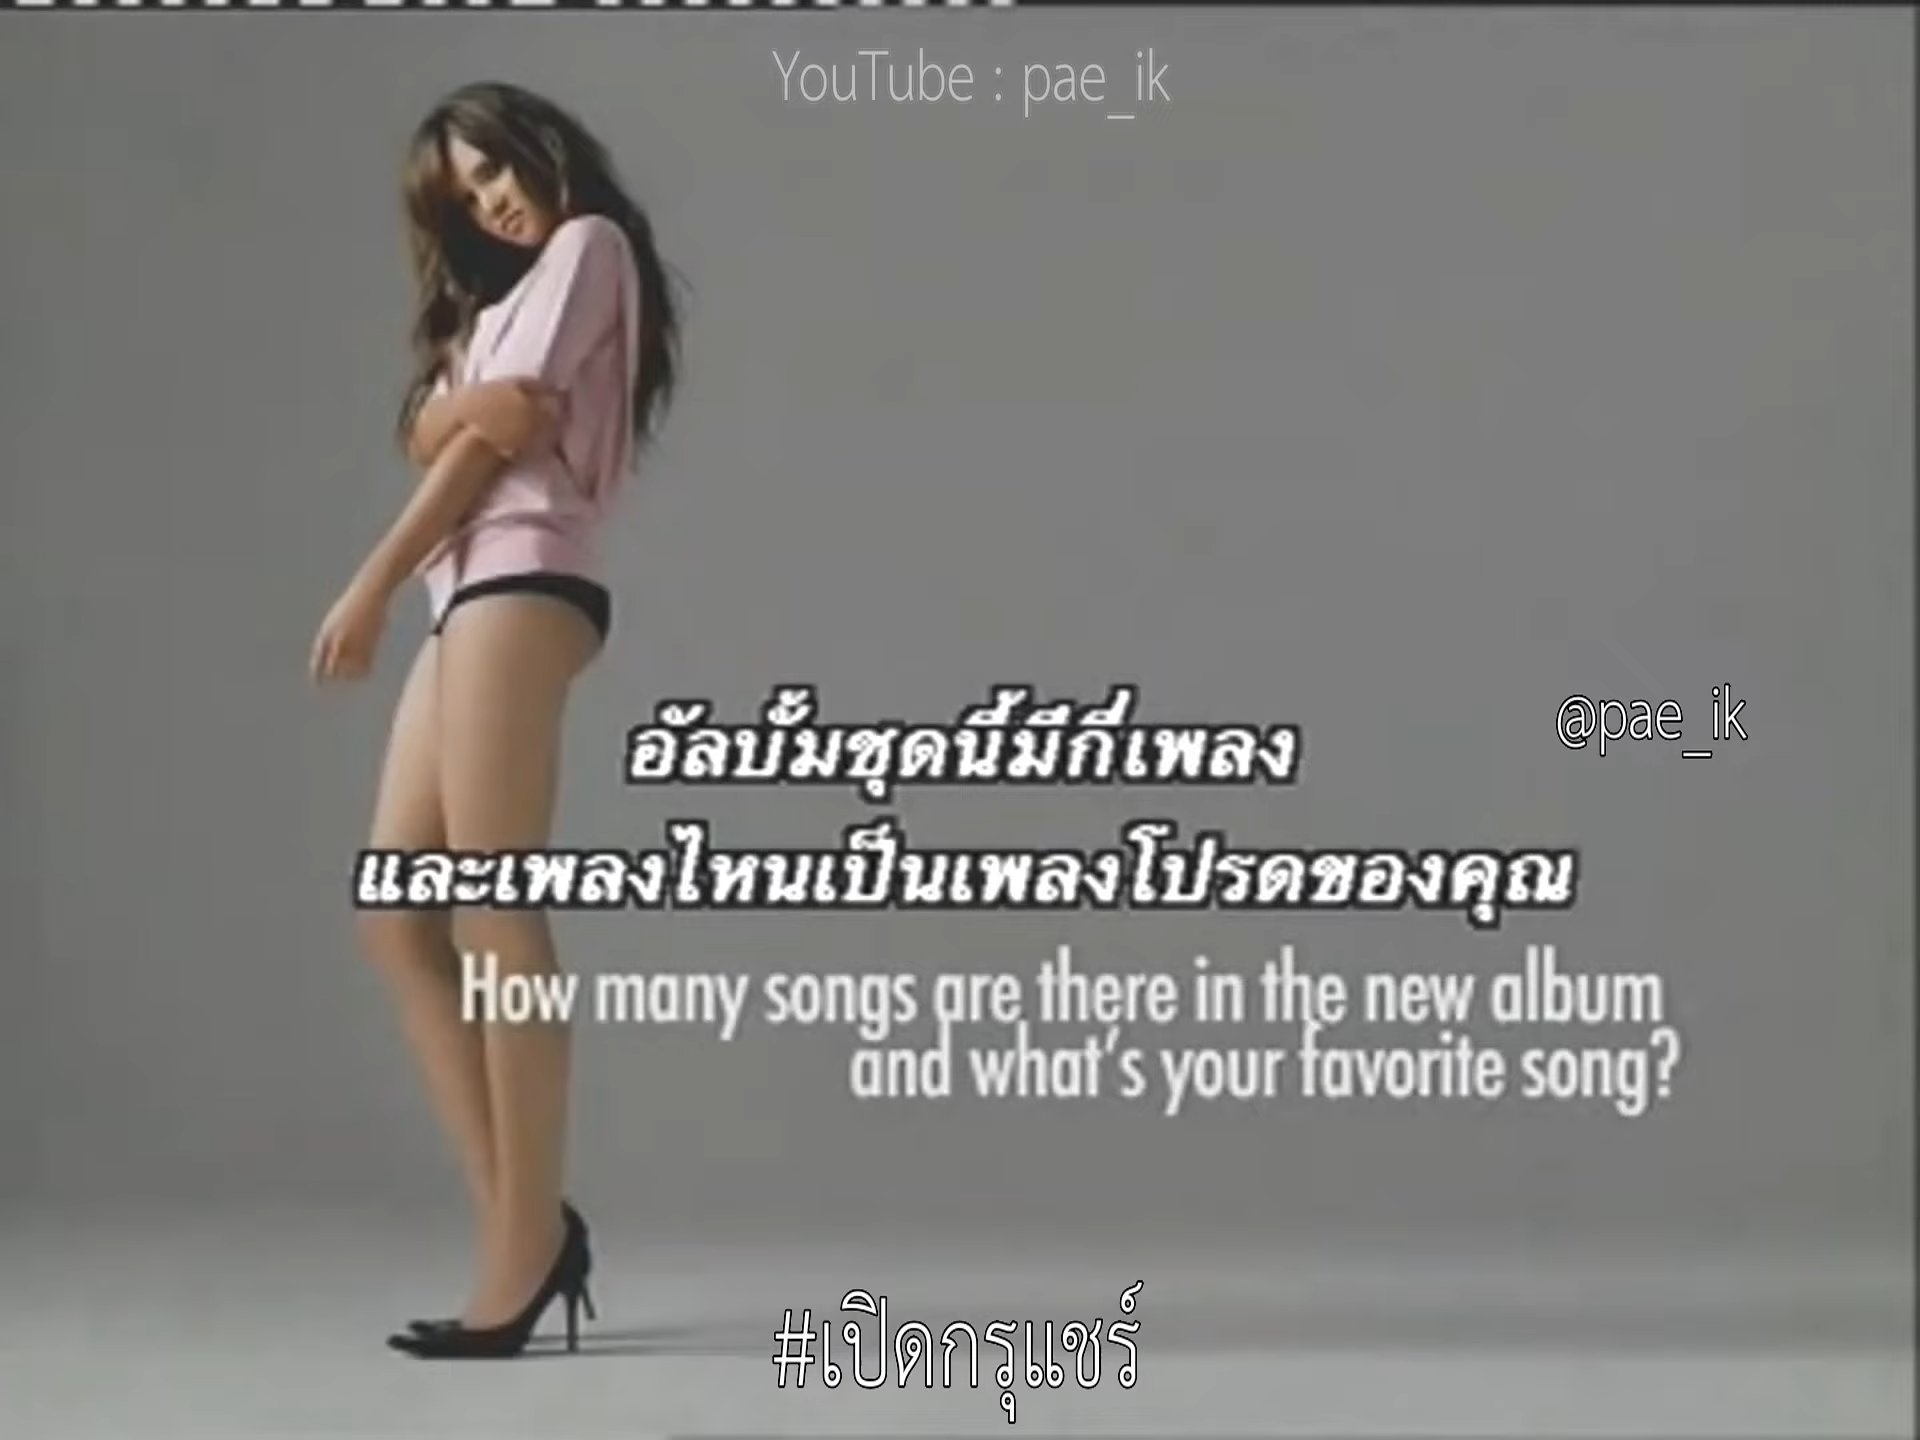 YouTube : pae_ik
อัลบั้มชุดนี้มีกี่เพลง
@pae_ik
และเพลงไหนเป็นเพลงโปรดของคุณ
How many songs are there in the new album
and what's your favorite song?
#เปิดกรุแชร์